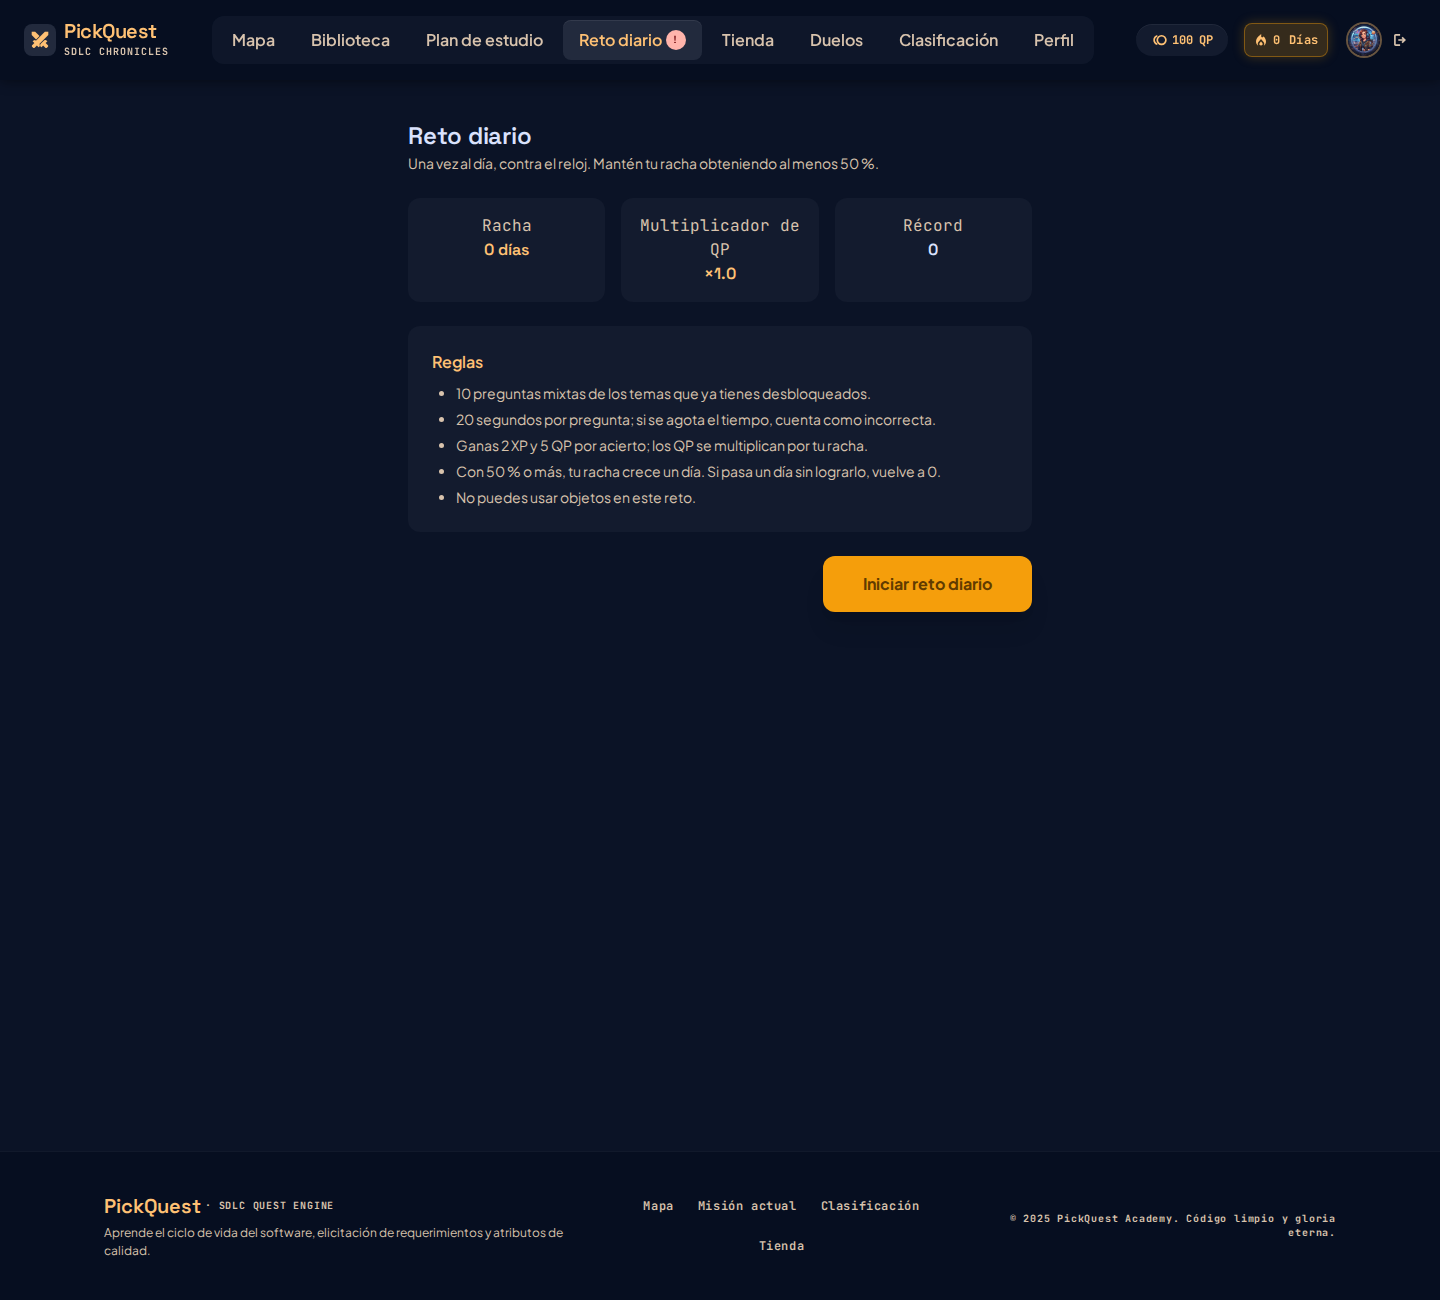 PickQuest
SDLC CHRONICLES
Mapa
Biblioteca
Plan de estudio
Reto diario !
Tienda
Duelos
Clasificación
Perfil
100 QP
0 Días
Reto diario
Una vez al día, contra el reloj. Mantén tu racha obteniendo al menos 50 %.
Racha
0 días
Multiplicador de
QP
×1.0
Récord
0
Reglas
10 preguntas mixtas de los temas que ya tienes desbloqueados.
20 segundos por pregunta; si se agota el tiempo, cuenta como incorrecta.
Ganas 2 XP y 5 QP por acierto; los QP se multiplican por tu racha.
Con 50 % o más, tu racha crece un día. Si pasa un día sin lograrlo, vuelve a 0.
No puedes usar objetos en este reto.
Iniciar reto diario
PickQuest · SDLC QUEST ENGINE
Aprende el ciclo de vida del software, elicitación de requerimientos y atributos de
calidad.
Mapa
Misión actual
Clasificación
Tienda
© 2025 PickQuest Academy. Código limpio y gloria
eterna.